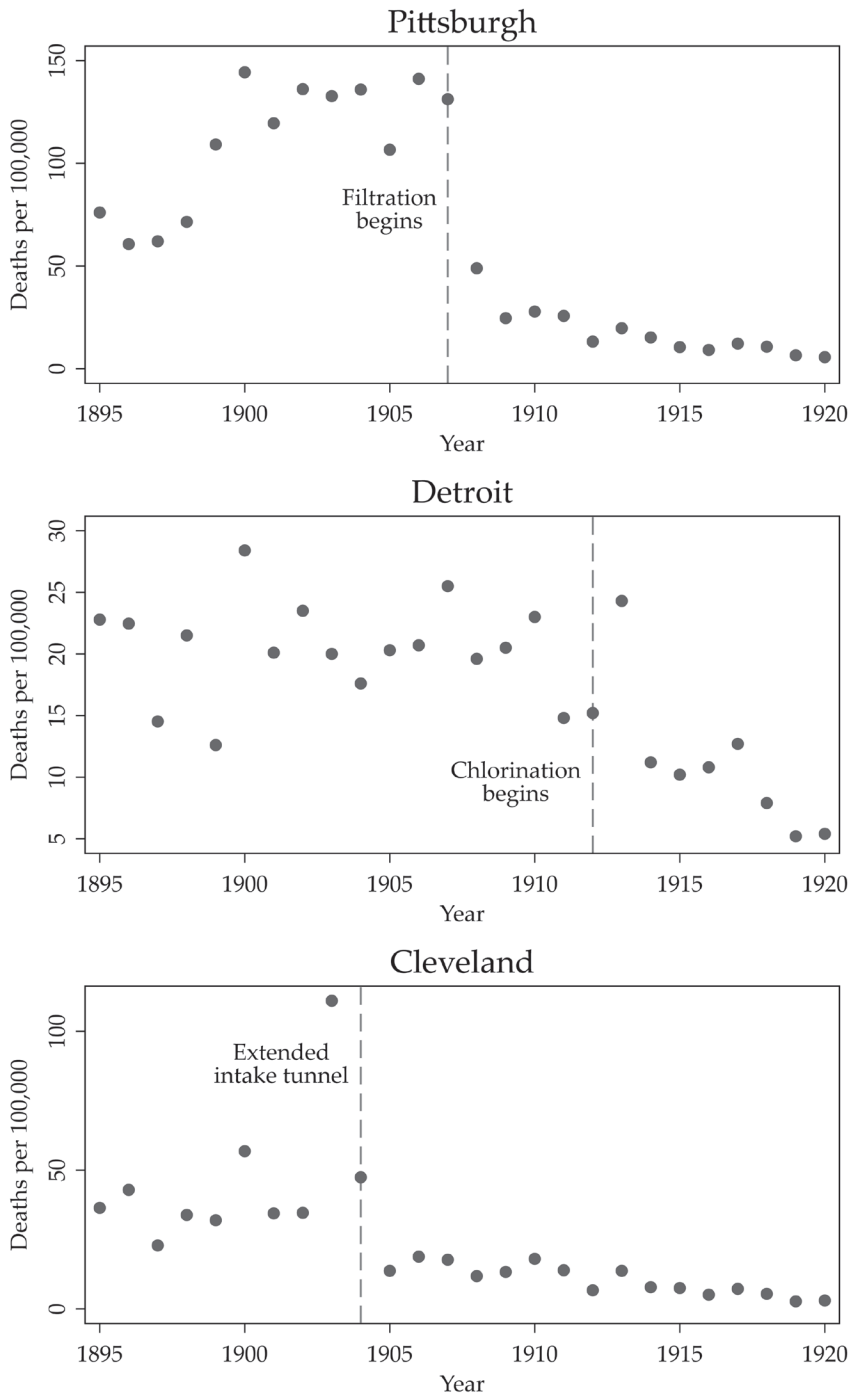 Pittsburgh
150
100
50
0
Deaths per 100,000
Filtration
begins
1895 1900 1905 1910 1915 1920
Year
Detroit
30
25
20
15
10
5
Deaths per 100,000
Chlorination
begins
1895 1900 1905 1910 1915 1920
Year
Cleveland
100
50
0
Deaths per 100,000
Extended
intake tunnel
1895 1900 1905 1910 1915 1920
Year